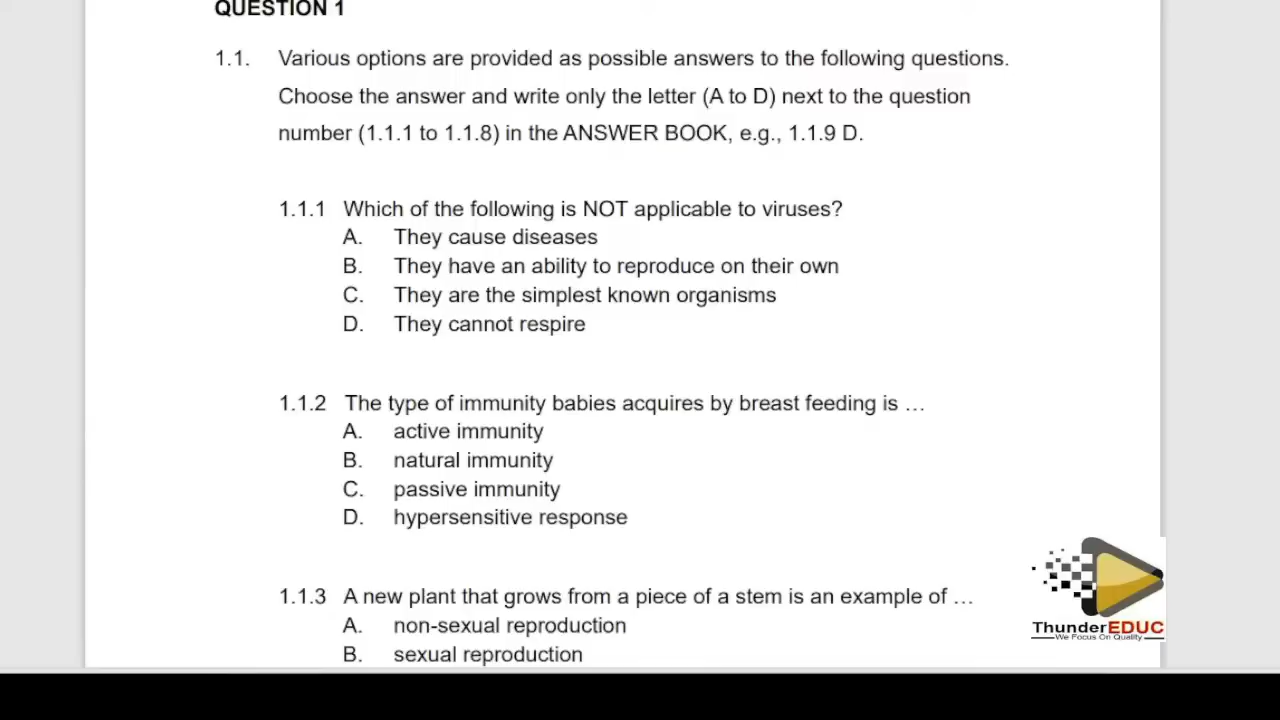 QUESTION 1
1.1. Various options are provided as possible answers to the following questions.
Choose the answer and write only the letter (A to D) next to the question
number (1.1.1 to 1.1.8) in the ANSWER BOOK, e.g., 1.1.9 D.
1.1.1 Which of the following is NOT applicable to viruses?
A. They cause diseases
B. They have an ability to reproduce on their own
C. They are the simplest known organisms
D. They cannot respire
1.1.2 The type of immunity babies acquires by breast feeding is …
A. active immunity
B. natural immunity
C. passive immunity
D. hypersensitive response
1.1.3 A new plant that grows from a piece of a stem is an example of …
A. non-sexual reproduction
B. sexual reproduction
ThunderEDUC
We Focus On Quality